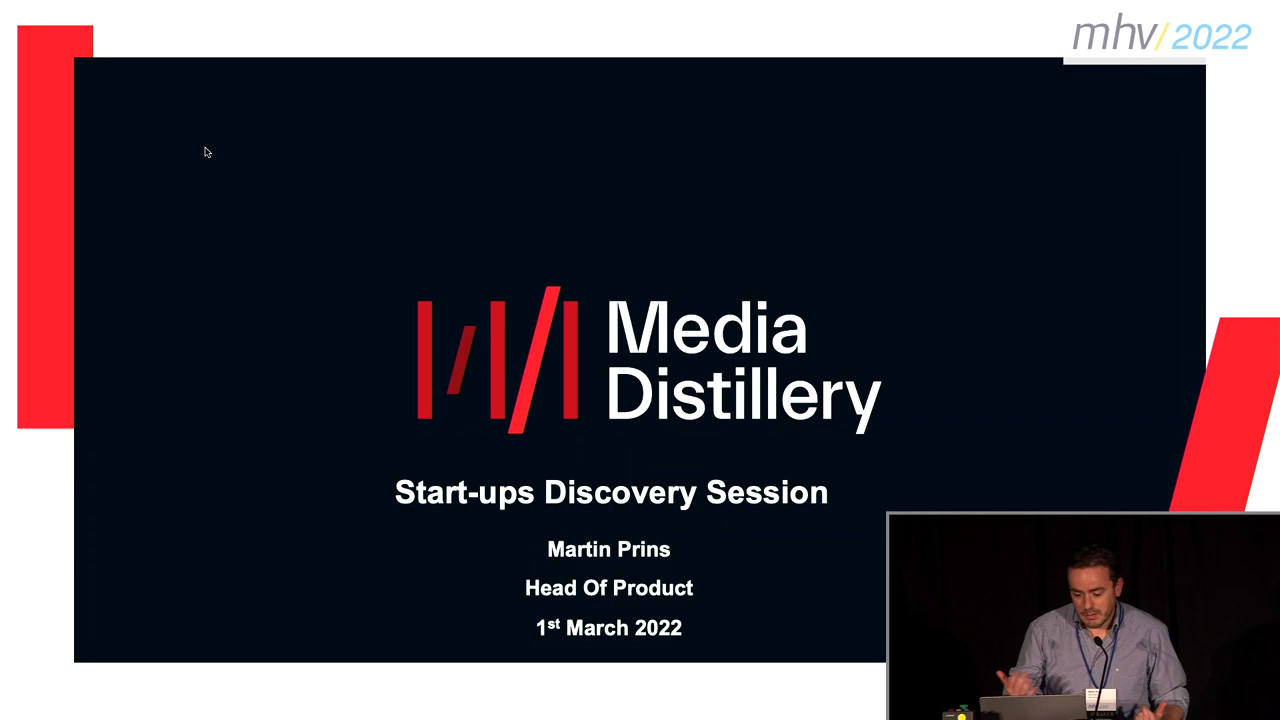 mhv/2022
Media
Distillery
Start-ups Discovery Session
Martin Prins
Head Of Product
1st March 2022